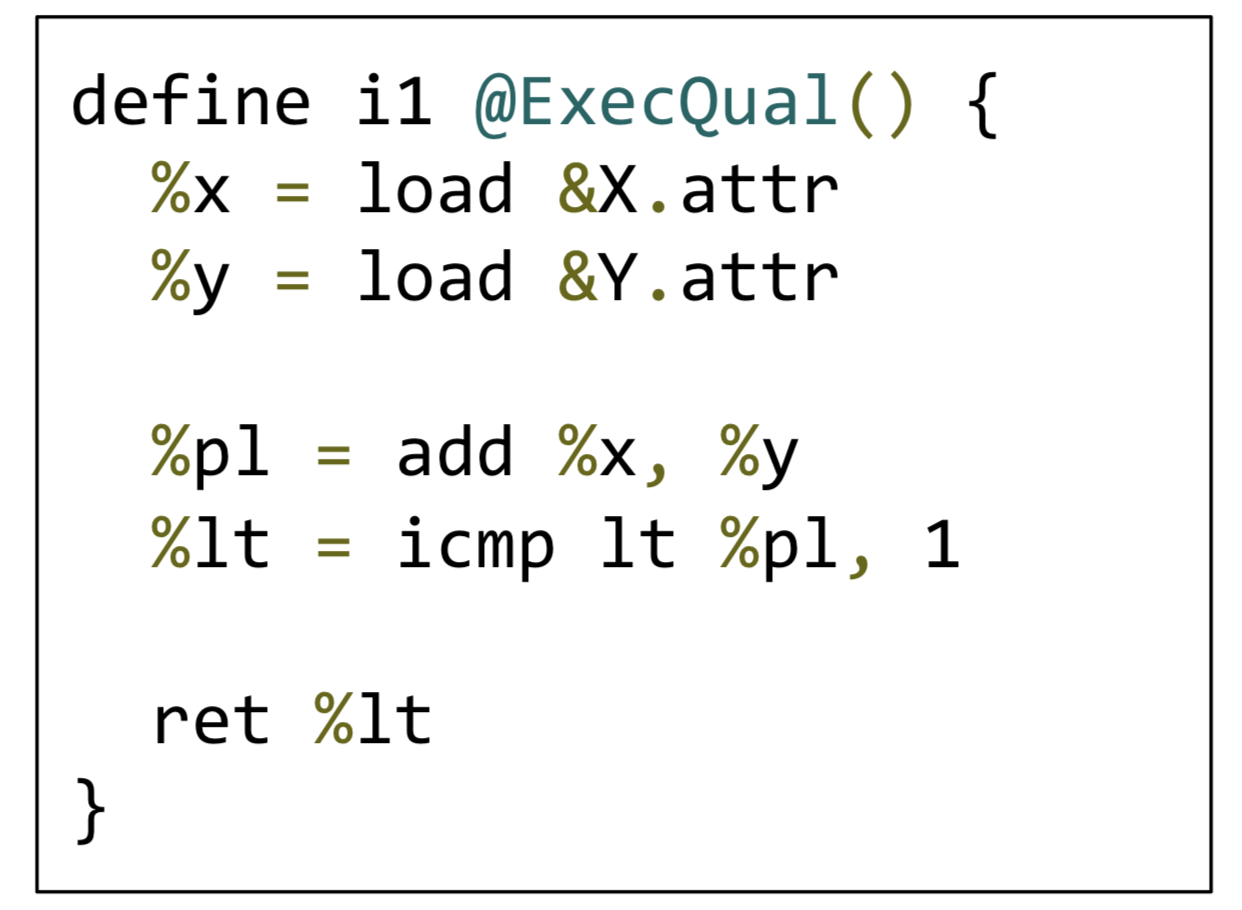 define i1 @ExecQual() {
%x = load &X.attr
%y = load &Y.attr
%pl = add %x, %y
%lt = icmp lt %pl, 1
ret %lt
}